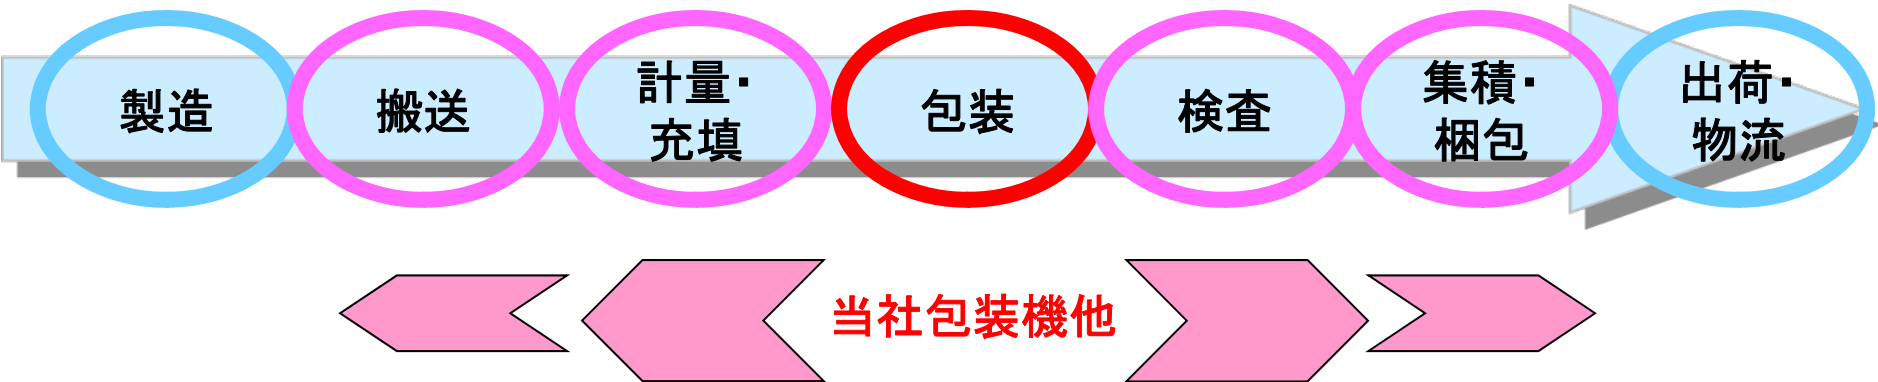 製造
搬送
計量・
充填
包装
検査
集積・
梱包
出荷・
物流
当社包装機他